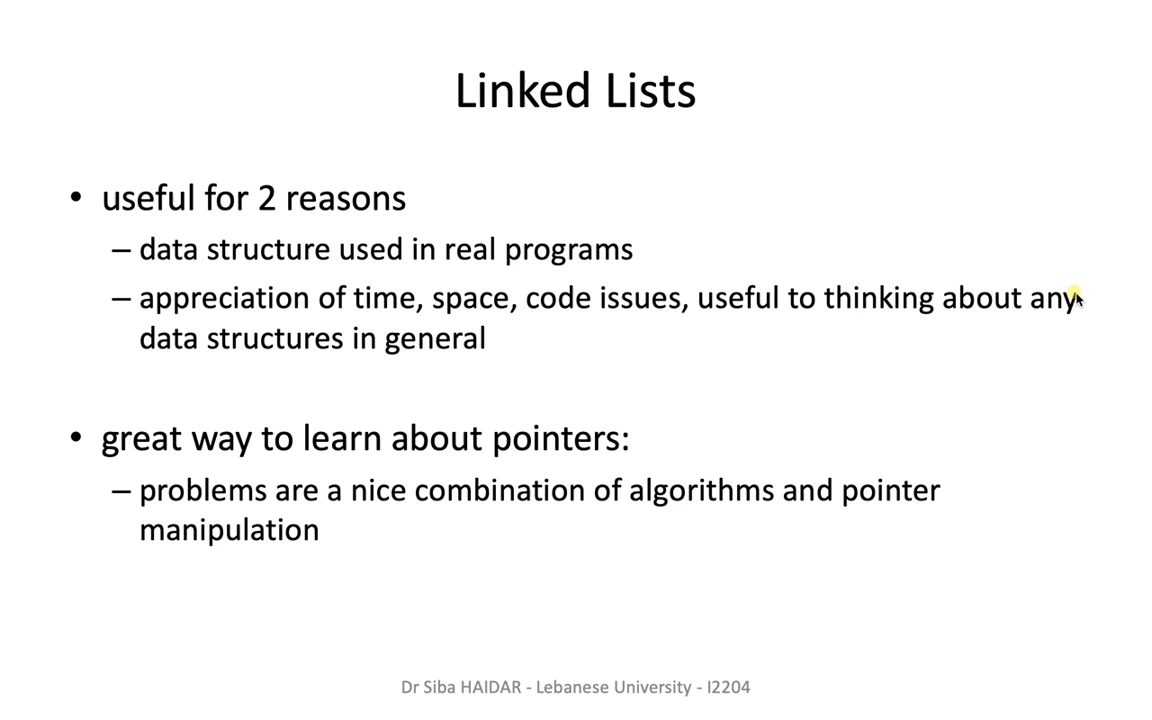 Linked Lists
• useful for 2 reasons
– data structure used in real programs
– appreciation of time, space, code issues, useful to thinking about any
data structures in general
• great way to learn about pointers:
– problems are a nice combination of algorithms and pointer
manipulation
Dr Siba HAIDAR - Lebanese University - I2204